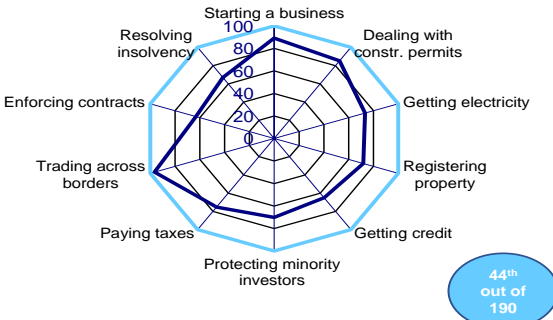 Starting a business
100
80
60
40
20
0
Dealing with
constr. permits
Getting electricity
Registering
property
Getting credit
Protecting minority
investors
Paying taxes
Trading across
borders
Enforcing contracts
Resolving
insolvency
44th
out of
190